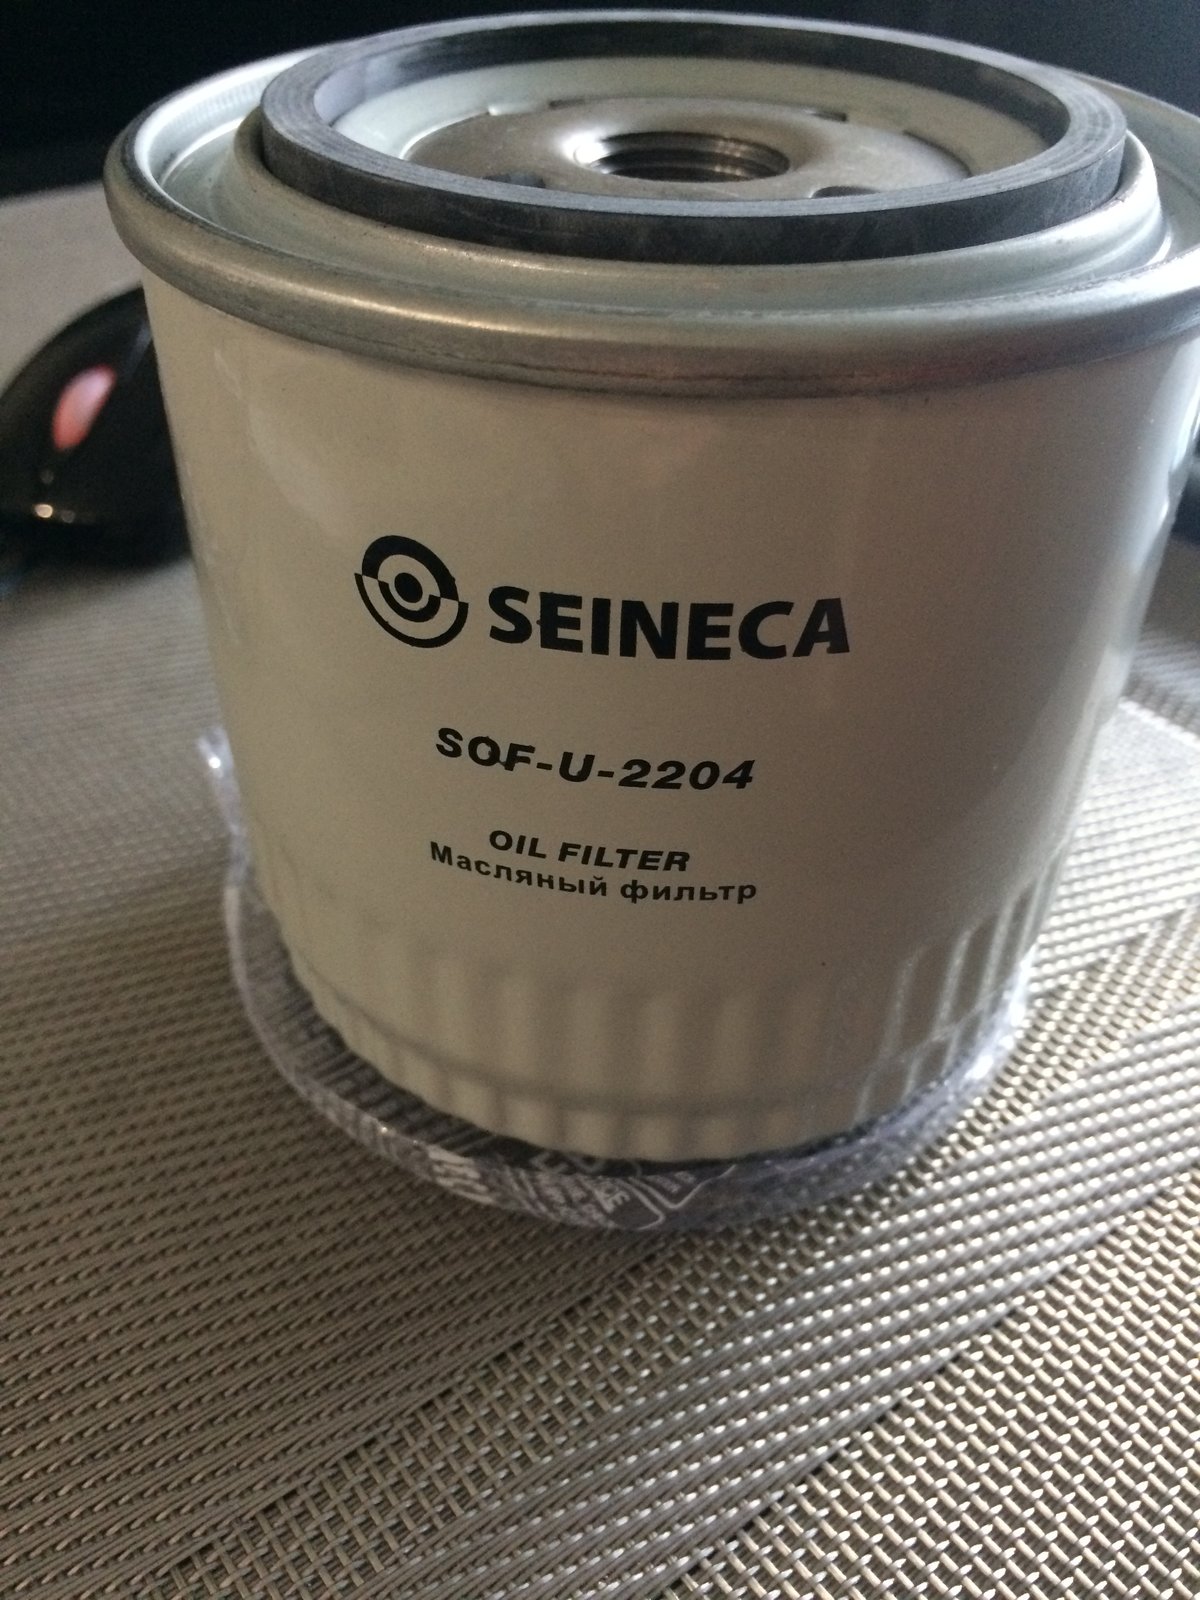 SEINECA
SOF-U-2204
OIL FILTER
Масляный фильтр